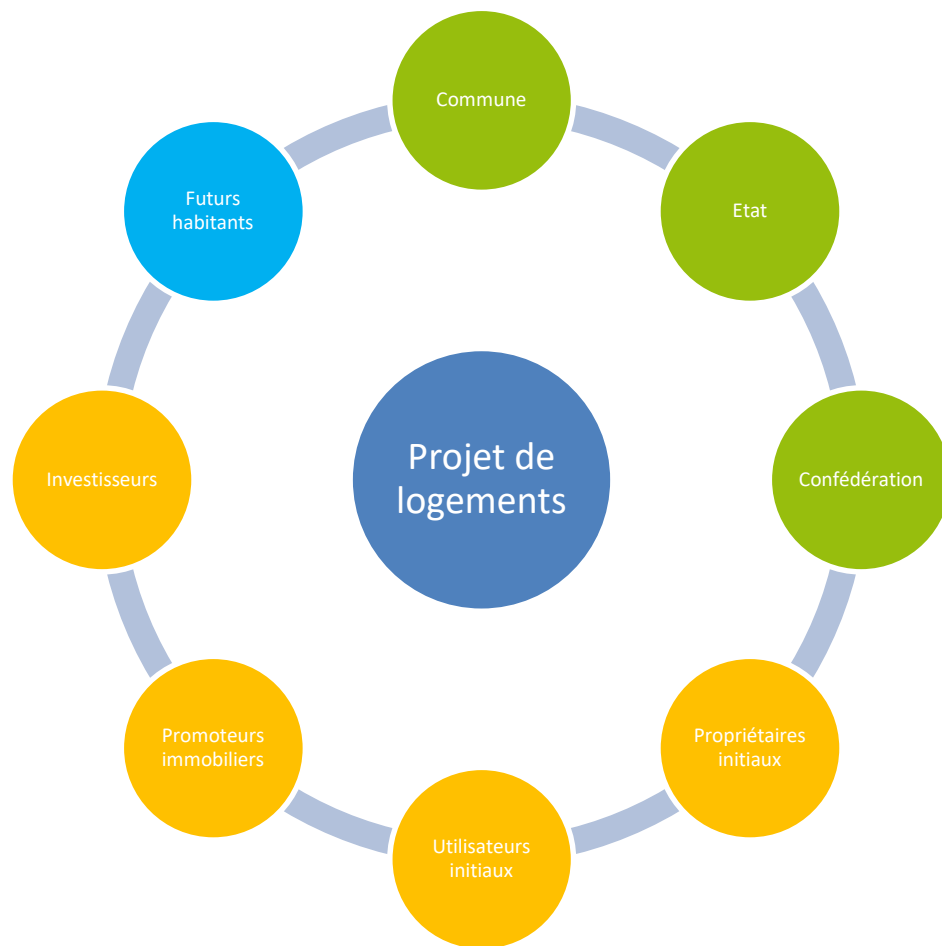 Commune
Futurs
habitants
Etat
Investisseurs
Projet de
logements
Confédération
Promoteurs
immobiliers
Propriétaires
initiaux
Utilisateurs
initiaux